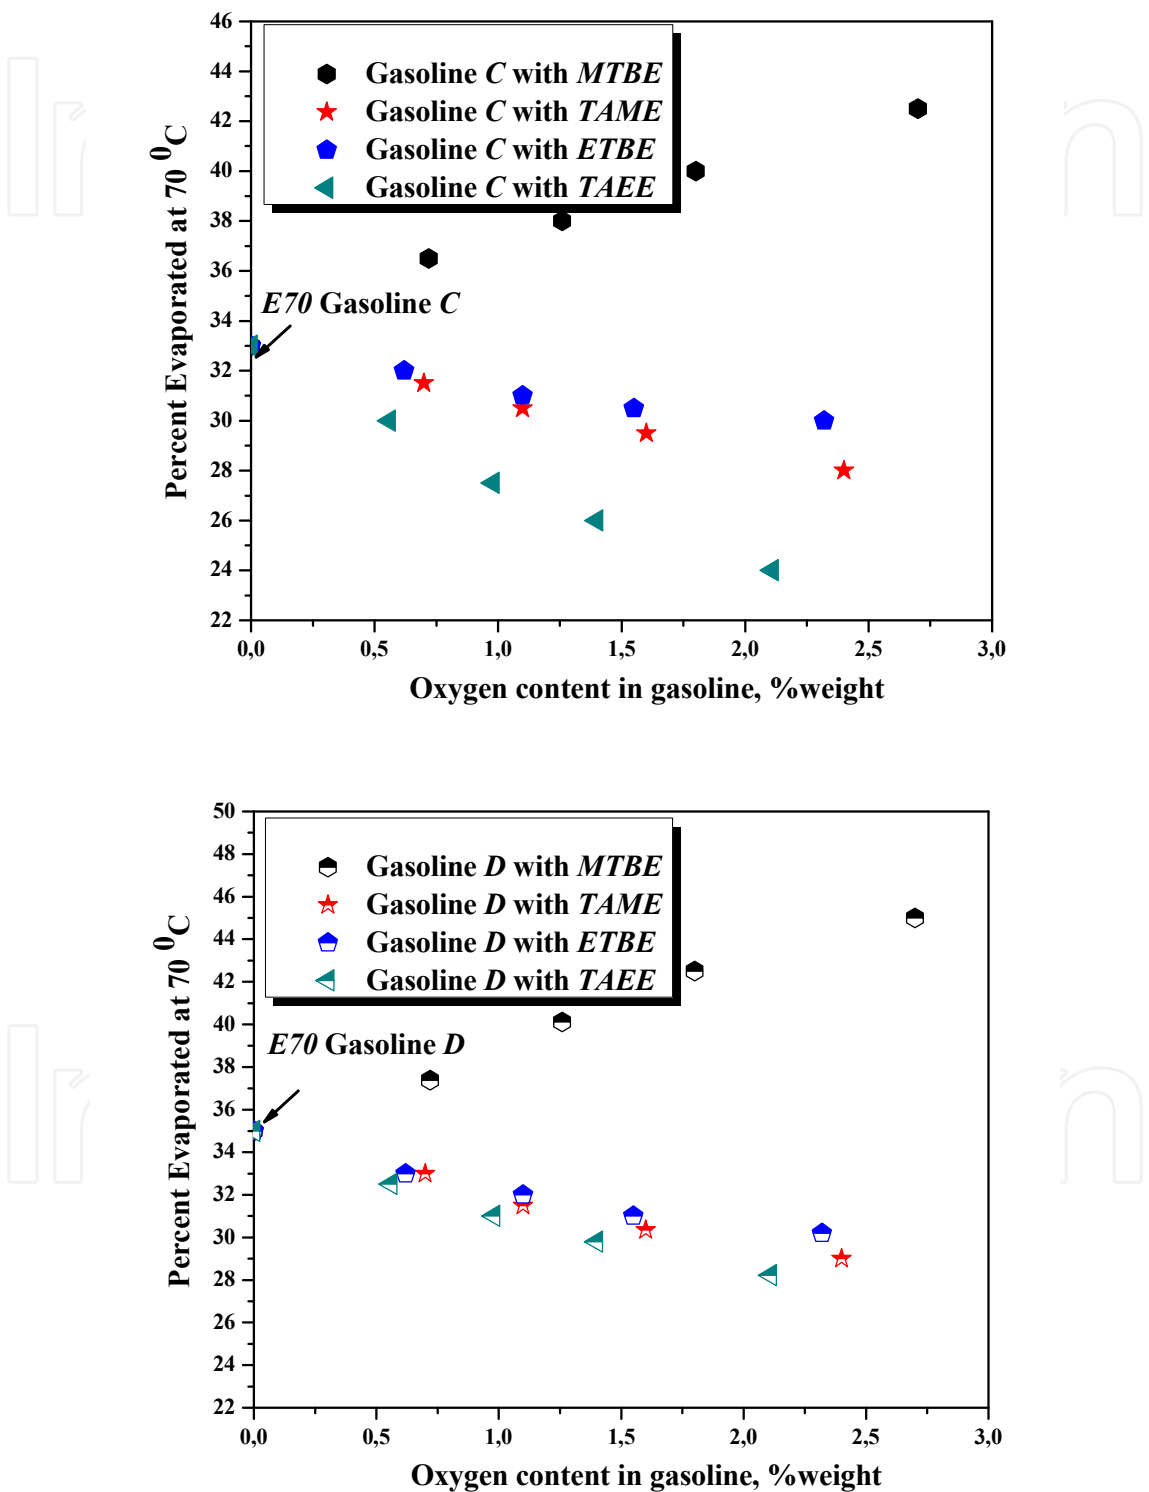 46
44
42
40
38
36
34
32
30
28
26
24
22
Percent Evaporated at 70 ⁰C
Gasoline C with MTBE
Gasoline C with TAME
Gasoline C with ETBE
Gasoline C with TAEE
E70 Gasoline C
0,0 0,5 1,0 1,5 2,0 2,5 3,0
Oxygen content in gasoline, %weight
50
48
46
44
42
40
38
36
34
32
30
28
26
24
22
Percent Evaporated at 70 ⁰C
Gasoline D with MTBE
Gasoline D with TAME
Gasoline D with ETBE
Gasoline D with TAEE
E70 Gasoline D
0,0 0,5 1,0 1,5 2,0 2,5 3,0
Oxygen content in gasoline, %weight